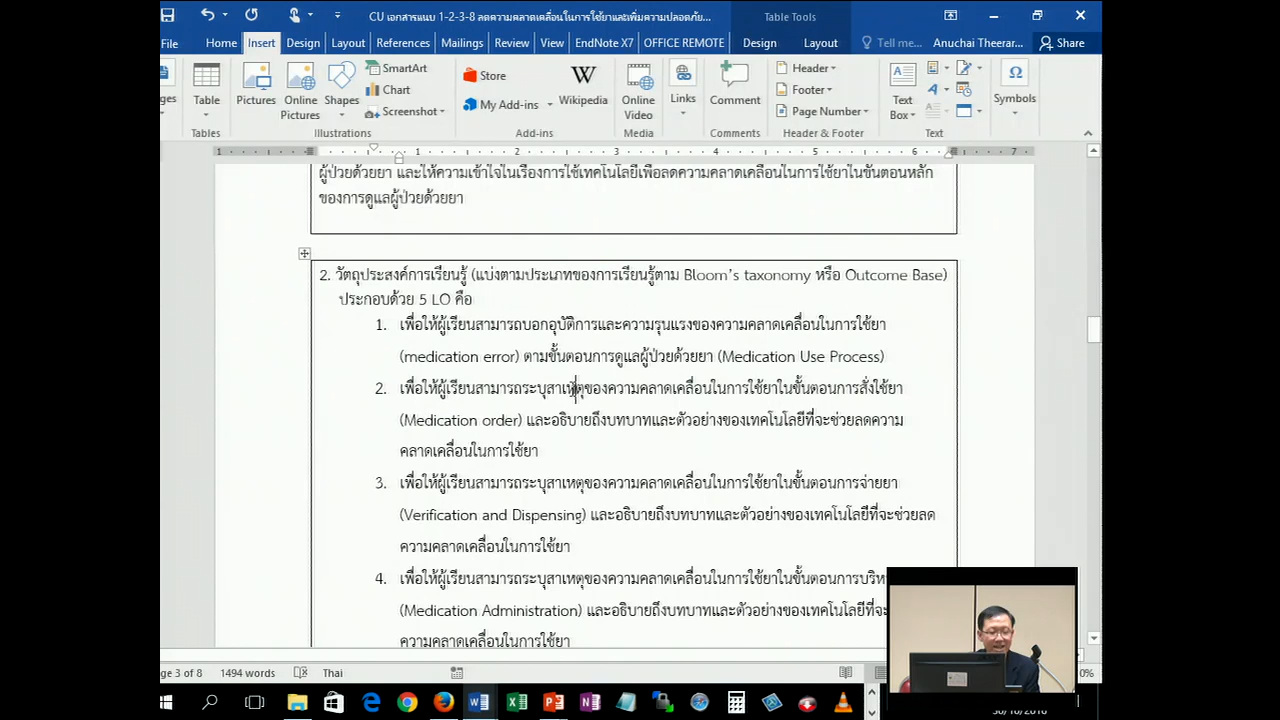 CU เอกสารแนบ 1-2-3-8 ลดความคลาดเคลื่อนในการใช้ยาและเพิ่มความปลอดภัย...
Table Tools
File Home Insert Design Layout References Mailings Review View EndNote X7 OFFICE REMOTE Design Layout Tell me... Anuchai Theerar... Share
Table
Pictures
Online Pictures
Shapes
SmartArt
Chart
Screenshot
Store
My Add-ins
Wikipedia
Online Video
Links
Comment
Header
Footer
Page Number
Text Box
Symbols
Tables Illustrations Add-ins Media Comments Header & Footer Text
1 1 2 3 4 5 6 7
ผู้ป่วยด้วยยา และให้ความเข้าใจในเรื่องการใช้เทคโนโลยีเพื่อลดความคลาดเคลื่อนในการใช้ยาในขั้นตอนหลัก
ของการดูแลผู้ป่วยด้วยยา
2. วัตถุประสงค์การเรียนรู้ (แบ่งตามประเภทของการเรียนรู้ตาม Bloom's taxonomy หรือ Outcome Base)
ประกอบด้วย 5 LO คือ
1. เพื่อให้ผู้เรียนสามารถบอกอุบัติการและความรุนแรงของความคลาดเคลื่อนในการใช้ยา
(medication error) ตามขั้นตอนการดูแลผู้ป่วยด้วยยา (Medication Use Process)
2. เพื่อให้ผู้เรียนสามารถระบุสาเหตุของความคลาดเคลื่อนในการใช้ยาในขั้นตอนการสั่งใช้ยา
(Medication order) และอธิบายถึงบทบาทและตัวอย่างของเทคโนโลยีที่จะช่วยลดความ
คลาดเคลื่อนในการใช้ยา
3. เพื่อให้ผู้เรียนสามารถระบุสาเหตุของความคลาดเคลื่อนในการใช้ยาในขั้นตอนการจ่ายยา
(Verification and Dispensing) และอธิบายถึงบทบาทและตัวอย่างของเทคโนโลยีที่จะช่วยลด
ความคลาดเคลื่อนในการใช้ยา
4. เพื่อให้ผู้เรียนสามารถระบุสาเหตุของความคลาดเคลื่อนในการใช้ยาในขั้นตอนการบริห
(Medication Administration) และอธิบายถึงบทบาทและตัวอย่างของเทคโนโลยีที่จะ
ความคลาดเคลื่อนในการใช้ยา
ge 3 of 8 1494 words Thai 0%